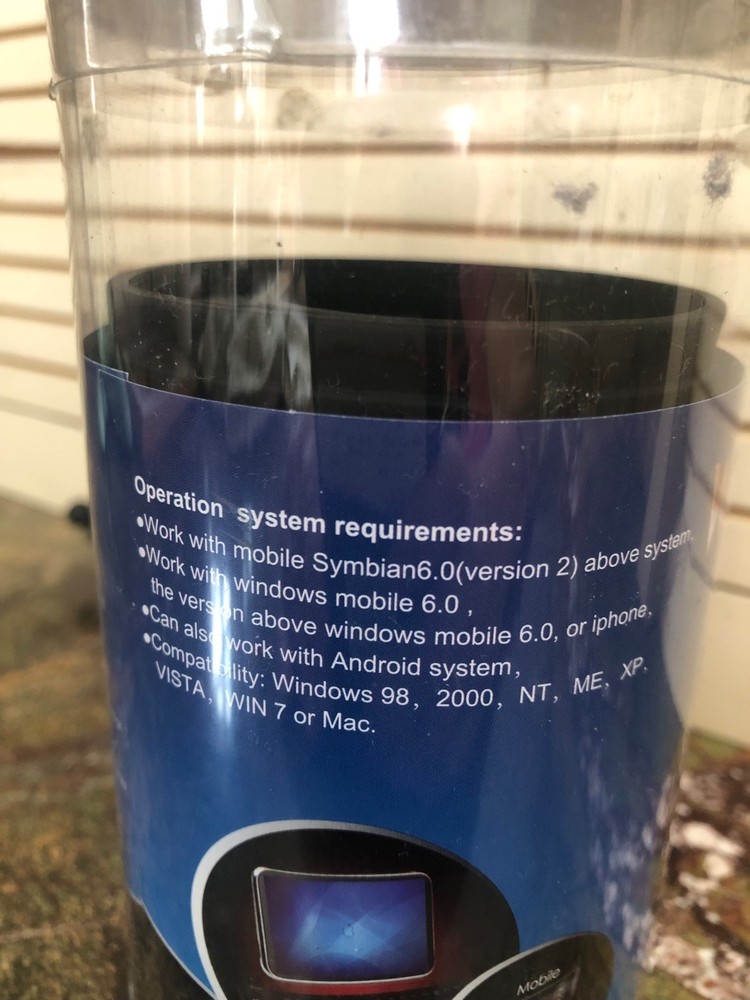 Operation system requirements:
•Work with mobile Symbian6.0(version 2) above system,
•Work with windows mobile 6.0 ,
the version above windows mobile 6.0, or iphone,
•Can also work with Android system,
•Compatibility: Windows 98, 2000, NT, ME, XP,
VISTA, WIN 7 or Mac.
Mobile